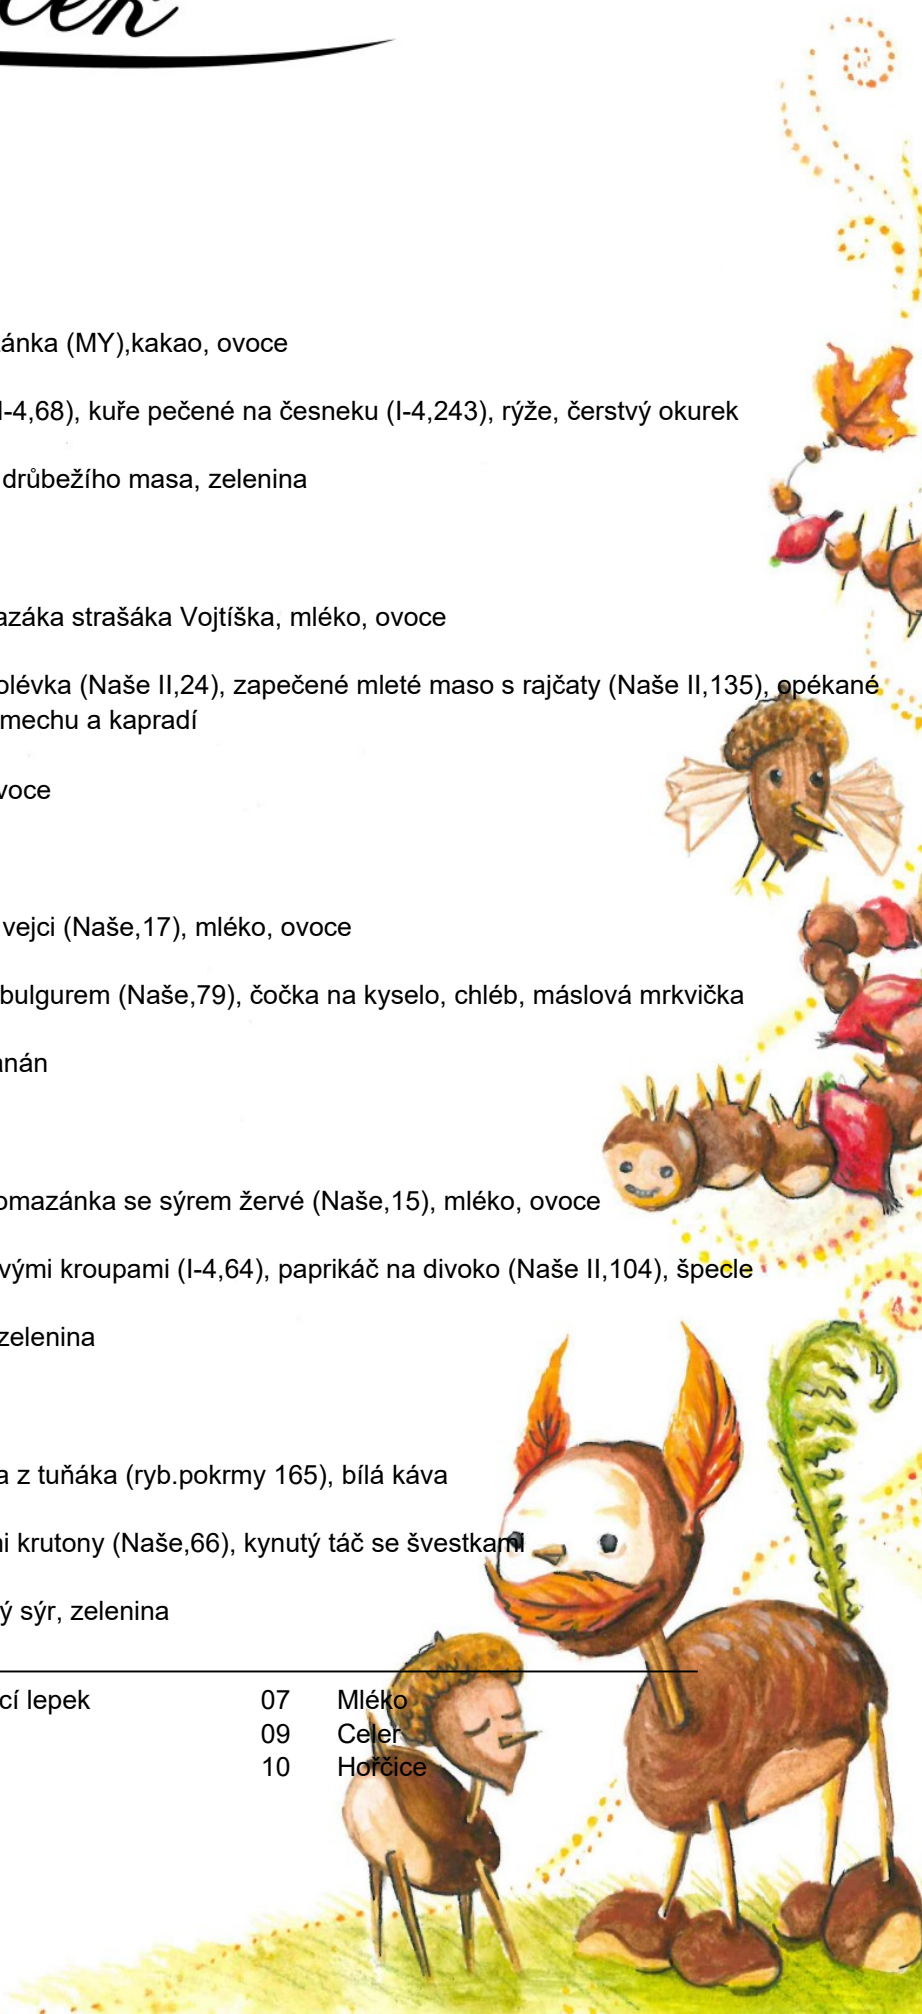 ánka (MY),kakao, ovoce
I-4,68), kuře pečené na česneku (I-4,243), rýže, čerstvý okurek
drůbežího masa, zelenina
azáka strašáka Vojtíška, mléko, ovoce
olévka (Naše II,24), zapečené mleté maso s rajčaty (Naše II,135), opékané
mechu a kapradí
voce
vejci (Naše,17), mléko, ovoce
bulgurem (Naše,79), čočka na kyselo, chléb, máslová mrkvička
anán
omazánka se sýrem žervé (Naše,15), mléko, ovoce
vými kroupami (I-4,64), paprikáč na divoko (Naše II,104), špecle
zelenina
a z tuňáka (ryb.pokrmy 165), bílá káva
ni krutony (Naše,66), kynutý táč se švestkami
ý sýr, zelenina
cí lepek 07 Mléko
09 Celer
10 Hořčice